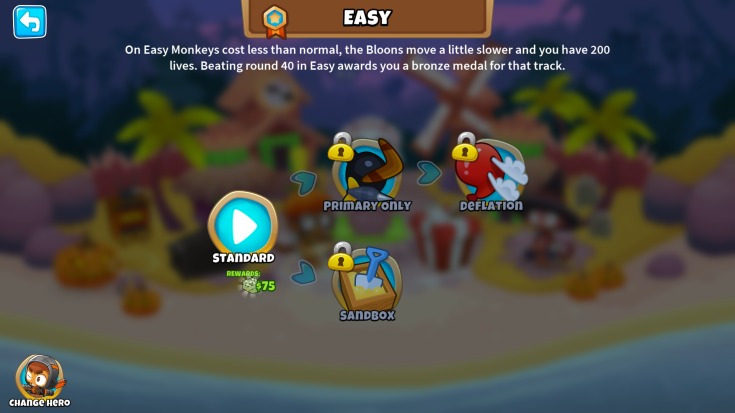 EASY
On Easy Monkeys cost less than normal, the Bloons move a little slower and you have 200
lives. Beating round 40 in Easy awards you a bronze medal for that track.
PRIMARY ONLY
DEFLATION
STANDARD
REWARDS:
$75
SANDBOX
CHANGE HERO